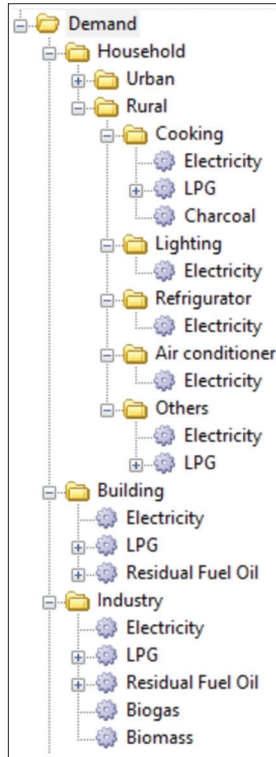 Demand
Household
Urban
Rural
Cooking
Electricity
LPG
Charcoal
Lighting
Electricity
Refrigurator
Electricity
Air conditioner
Electricity
Others
Electricity
LPG
Building
Electricity
LPG
Residual Fuel Oil
Industry
Electricity
LPG
Residual Fuel Oil
Biogas
Biomass